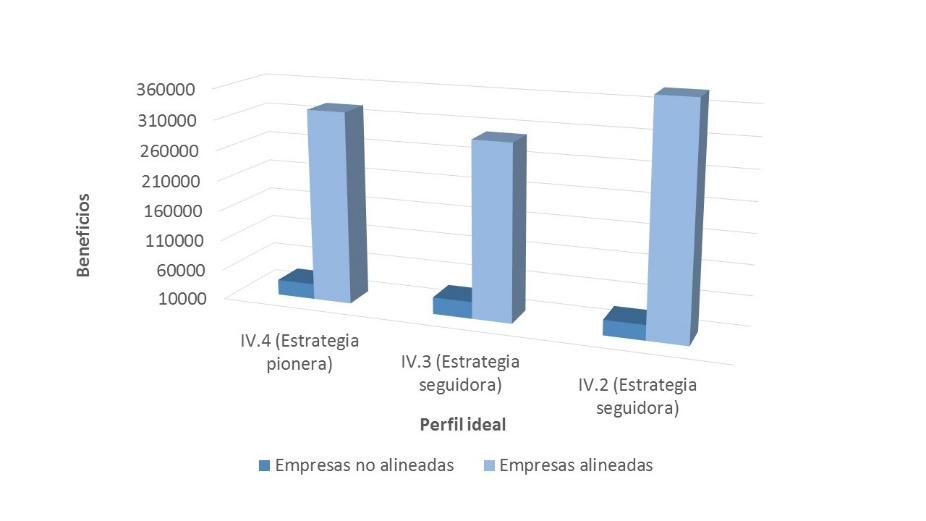 360000
310000
260000
210000
160000
110000
60000
10000
Beneficios
IV.4 (Estrategia
pionera)
IV.3 (Estrategia
seguidora)
IV.2 (Estrategia
seguidora)
Perfil ideal
Empresas no alineadas
Empresas alineadas